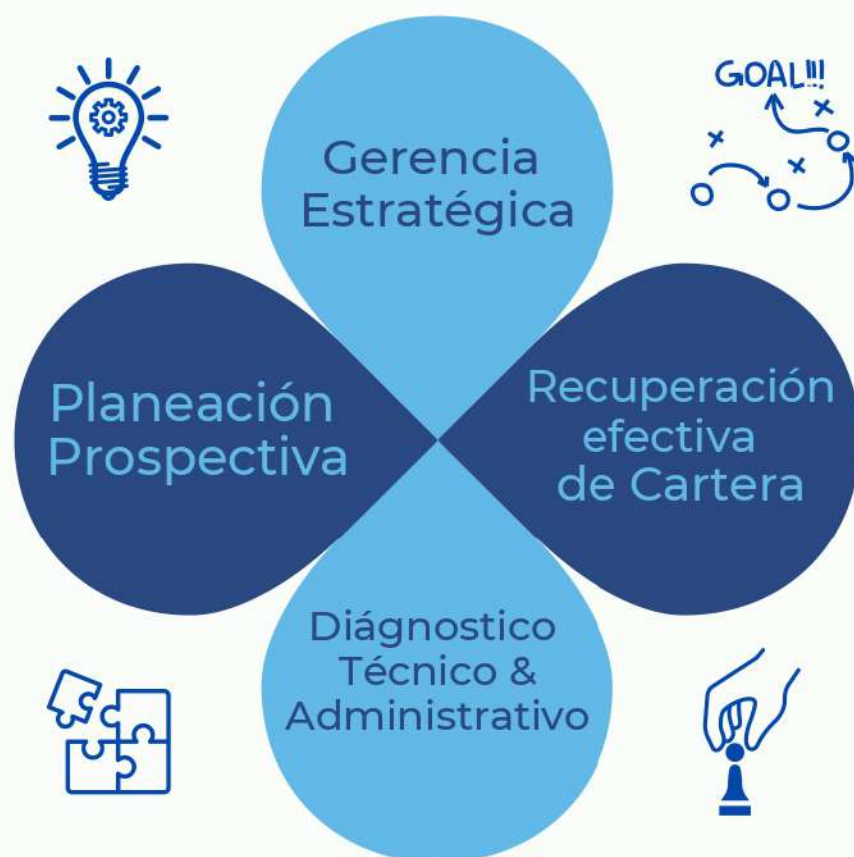 GOAL!!!
Gerencia
Estratégica
Planeación
Prospectiva
Recuperación
efectiva
de Cartera
Diágnostico
Técnico &
Administrativo